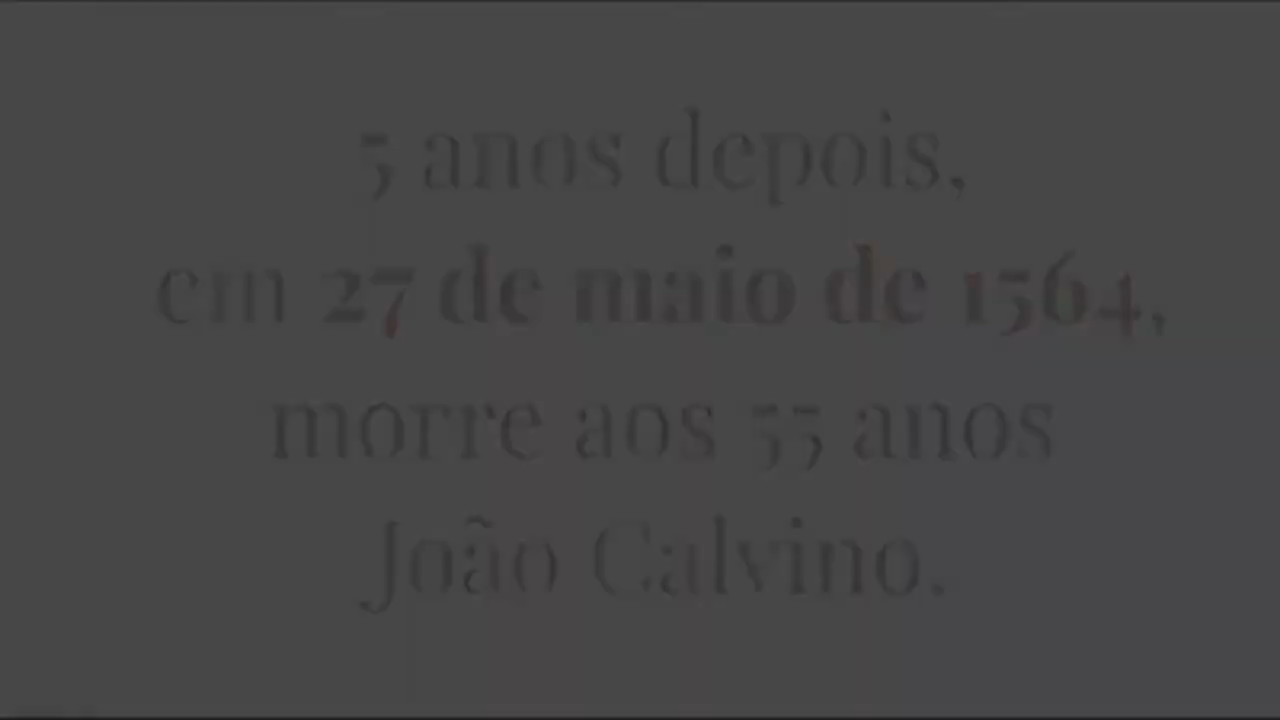 5 anos depois,
em 27 de maio de 1564,
morre aos 55 anos
João Calvino.